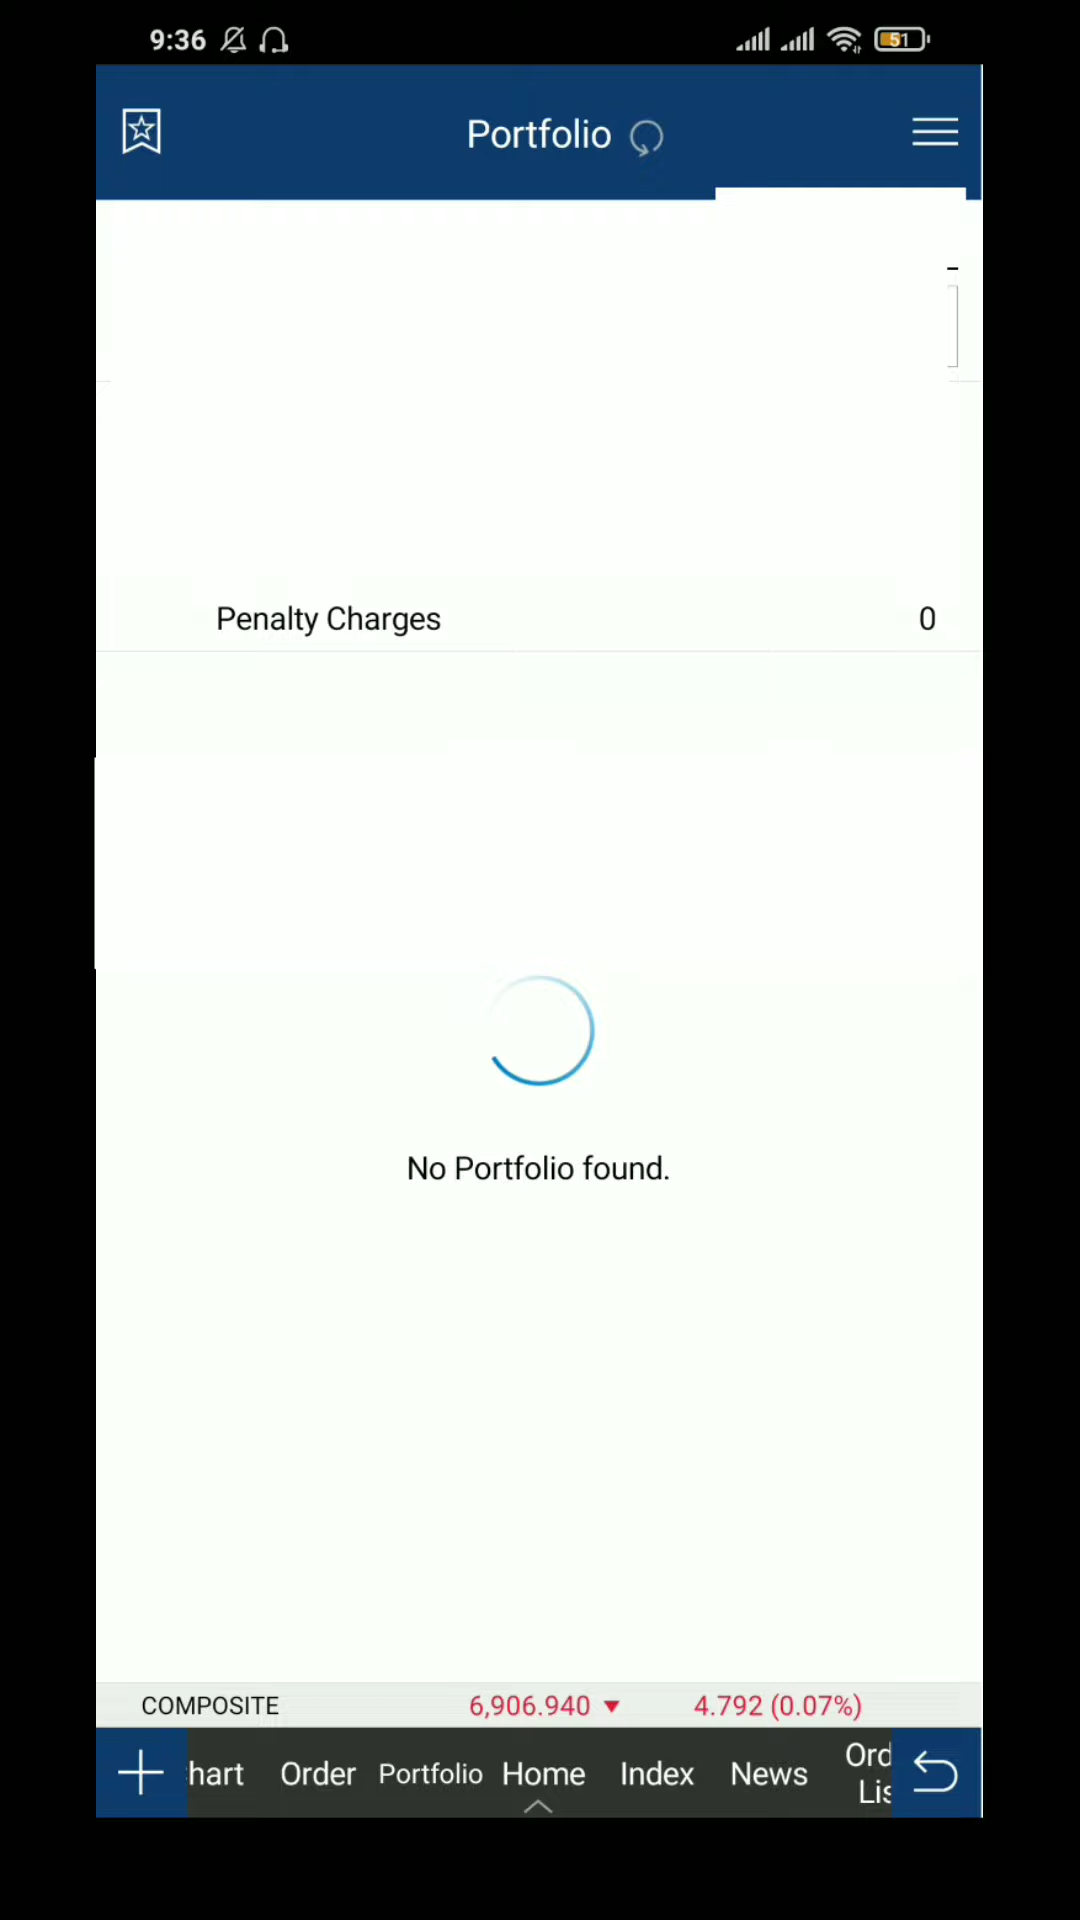 9:36
51
Portfolio
Penalty Charges 0
No Portfolio found.
COMPOSITE 6,906.940 ▼ 4.792 (0.07%)
hart Order Portfolio Home Index News Ord
Lis